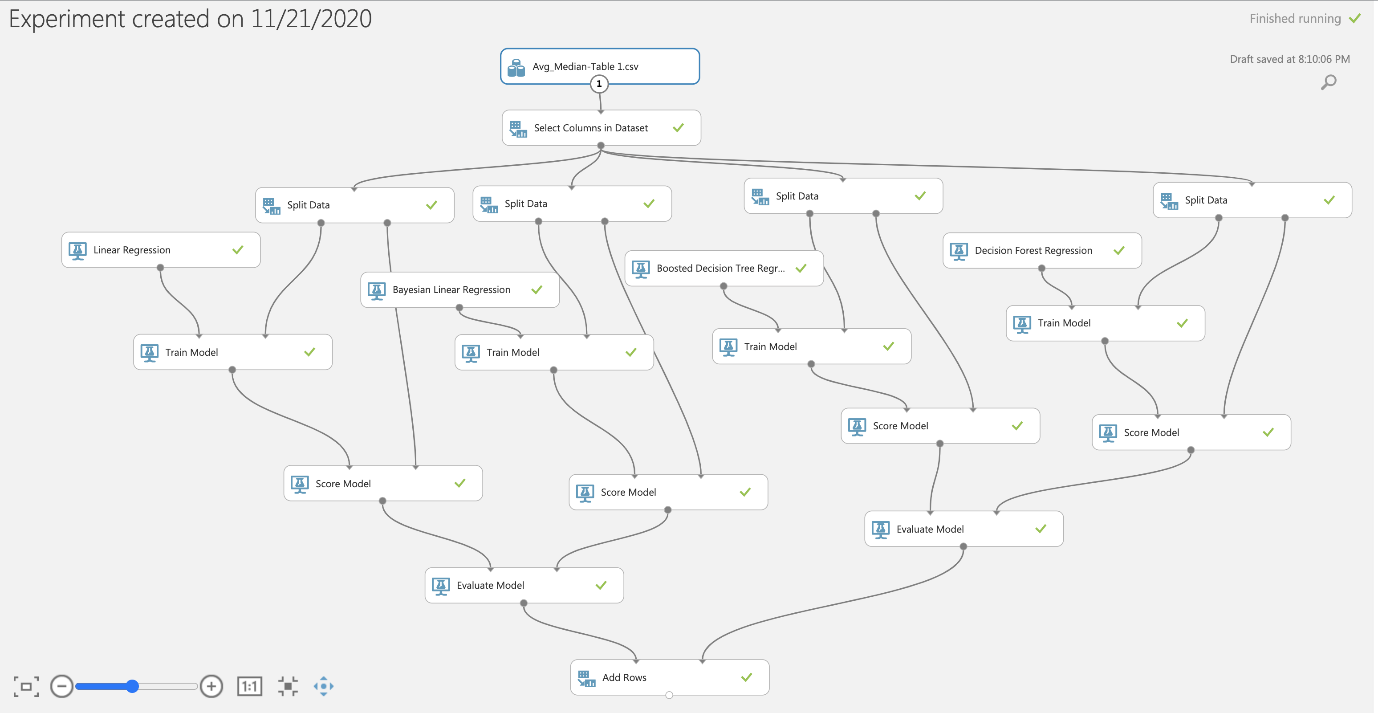 Experiment created on 11/21/2020
Finished running
Draft saved at 8:10:06 PM
Avg_Median-Table 1.csv
1
Select Columns in Dataset
Split Data
Split Data
Split Data
Split Data
Linear Regression
Bayesian Linear Regression
Boosted Decision Tree Regr...
Decision Forest Regression
Train Model
Train Model
Train Model
Train Model
Score Model
Score Model
Score Model
Score Model
Evaluate Model
Evaluate Model
Add Rows
1:1